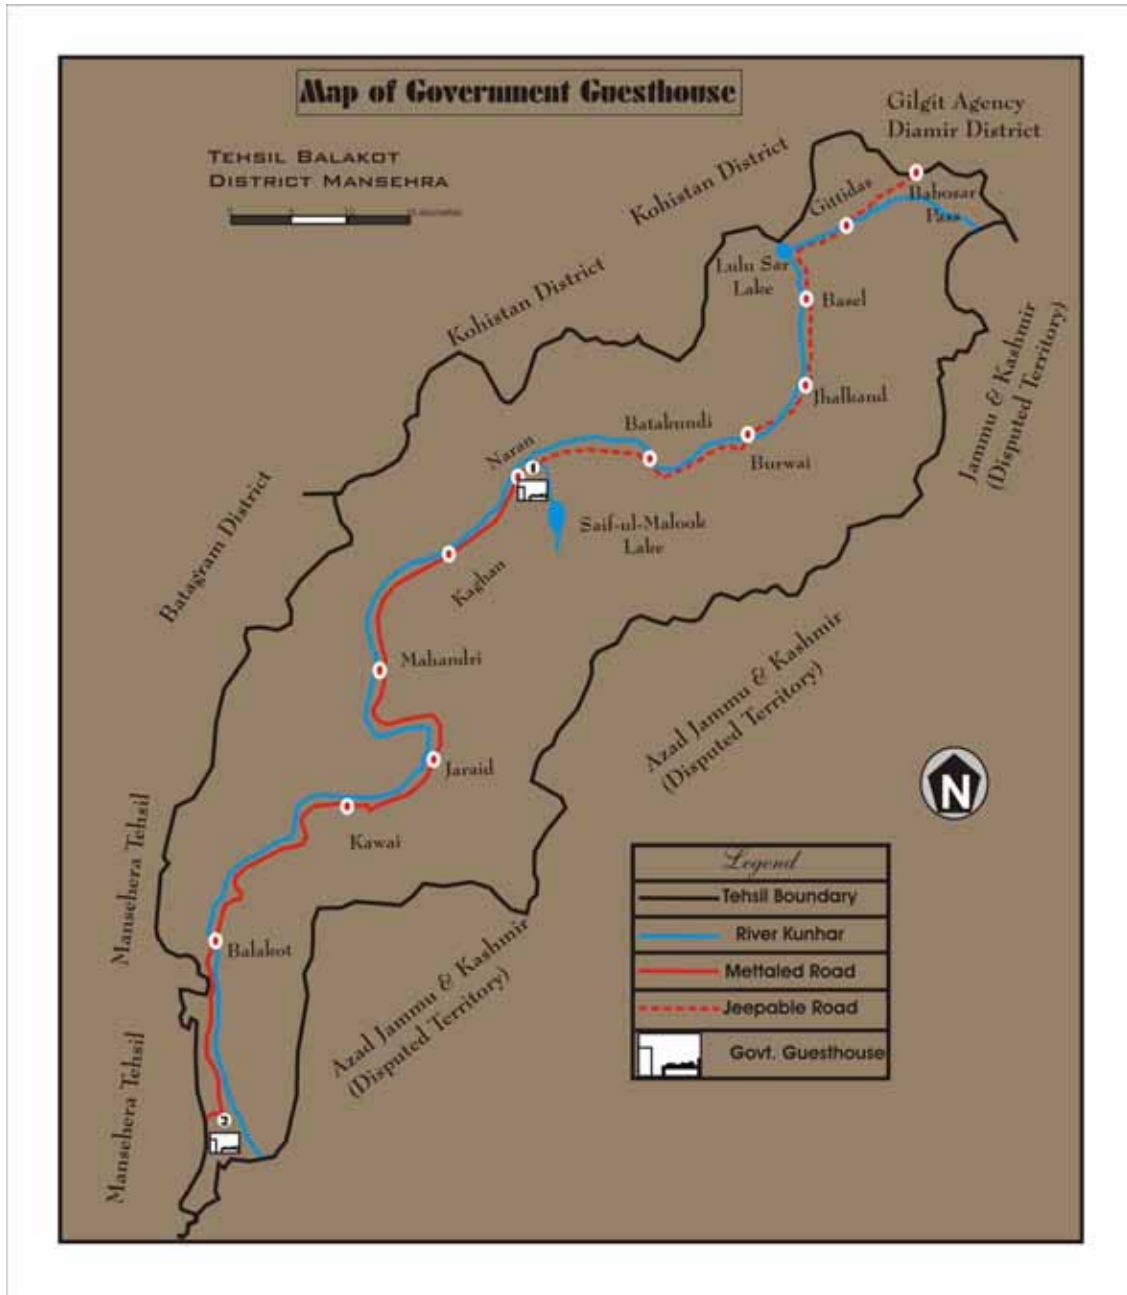 Map of Government Guesthouse
Gilgit Agency
Diamir District
TEHSIL BALAKOT
DISTRICT MANSEHRA
Kohistan District
Gittidas
Babosar
Pass
Lulu Sar
Lake
Kohistan District
Basel
Jammu & Kashmir
(Disputed Territory)
Jhalkand
Batakundi
Naran
Burwai
Batagram District
Saif-ul-Malook
Lake
Kaghan
Mahandri
Azad Jammu & Kashmir
(Disputed Territory)
Jaraid
N
Kawai
Mansehera Tehsil
Legend
Tehsil Boundary
River Kunhar
Mettaled Road
Jeepable Road
Govt. Guesthouse
Balakot
Azad Jammu & Kashmir
(Disputed Territory)
Mansehera Tehsil